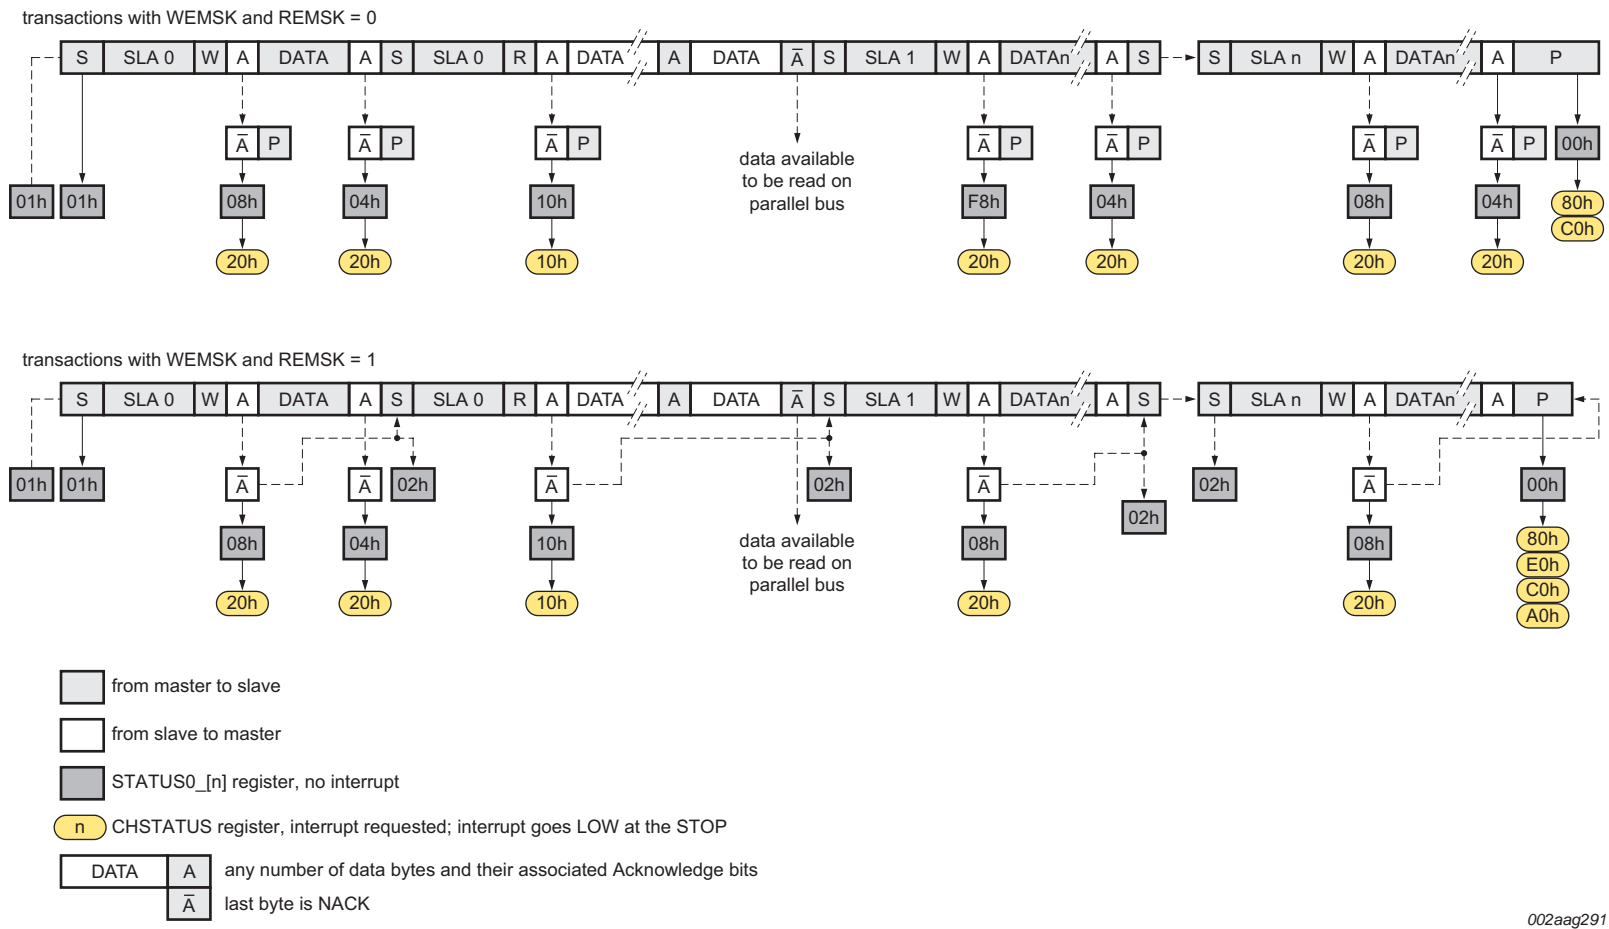 transactions with WEMSK and REMSK = 0
S SLA 0 W A DATA A S SLA 0 R A DATA A DATA A̅ S SLA 1 W A DATAn A S S SLA n W A DATAn A P
A̅ P A̅ P A̅ P A̅ P A̅ P A̅ P A̅ P 00h
data available
to be read on
parallel bus
01h 01h 08h 04h 10h F8h 04h 08h 04h 80h
C0h
20h 20h 10h 20h 20h 20h 20h
transactions with WEMSK and REMSK = 1
S SLA 0 W A DATA A S SLA 0 R A DATA A DATA A̅ S SLA 1 W A DATAn A S S SLA n W A DATAn A P
01h 01h A̅ A̅ 02h A̅ 02h A̅ 02h A̅ 00h
02h
08h 04h 10h 08h 08h 80h
data available
to be read on
parallel bus
E0h
C0h
20h 20h 10h 20h 20h A0h
from master to slave
from slave to master
STATUS0_[n] register, no interrupt
n CHSTATUS register, interrupt requested; interrupt goes LOW at the STOP
DATA A any number of data bytes and their associated Acknowledge bits
A̅ last byte is NACK
002aag291